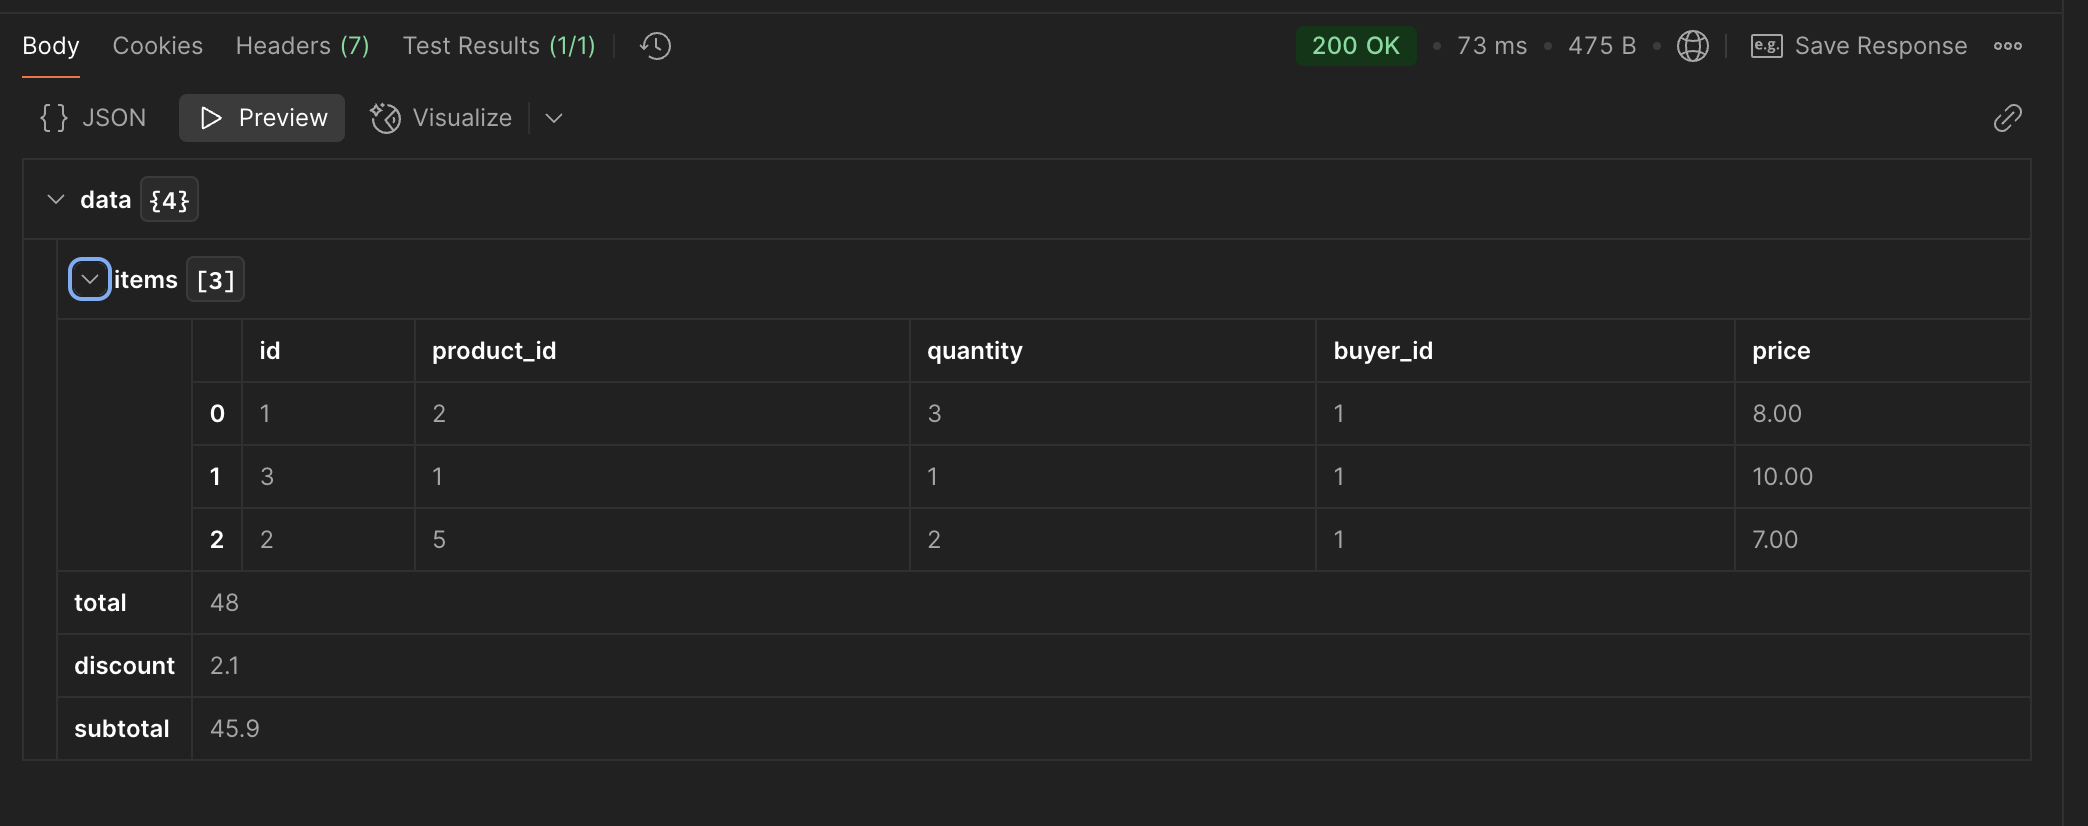 Body Cookies Headers (7) Test Results (1/1) 200 OK • 73 ms • 475 B • e.g. Save Response
{} JSON Preview Visualize
data {4}
items [3]
id product_id quantity buyer_id price
0 1 2 3 1 8.00
1 3 1 1 1 10.00
2 2 5 2 1 7.00
total 48
discount 2.1
subtotal 45.9